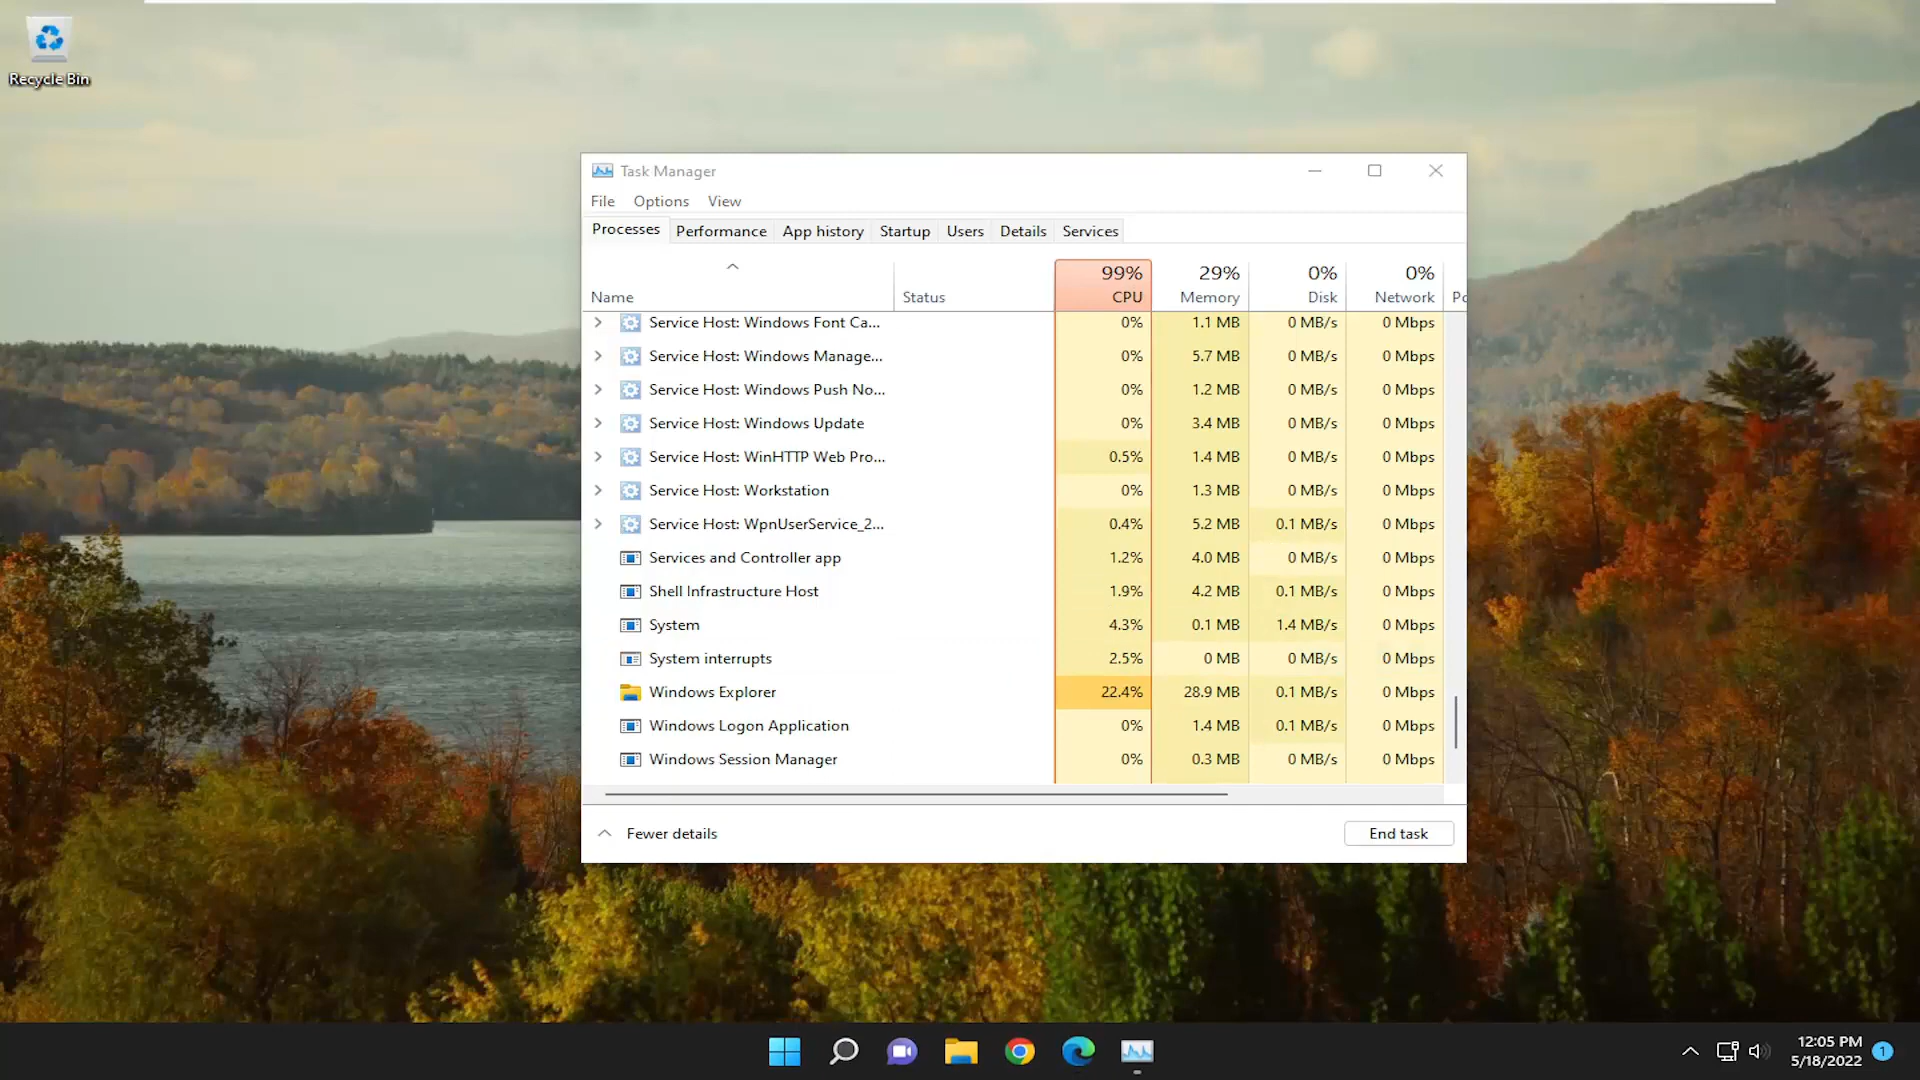 Recycle Bin
Task Manager
File Options View
Processes Performance App history Startup Users Details Services
99% 29% 0% 0%
Name Status CPU Memory Disk Network Po
Service Host: Windows Font Ca... 0% 1.1 MB 0 MB/s 0 Mbps
Service Host: Windows Manage... 0% 5.7 MB 0 MB/s 0 Mbps
Service Host: Windows Push No... 0% 1.2 MB 0 MB/s 0 Mbps
Service Host: Windows Update 0% 3.4 MB 0 MB/s 0 Mbps
Service Host: WinHTTP Web Pro... 0.5% 1.4 MB 0 MB/s 0 Mbps
Service Host: Workstation 0% 1.3 MB 0 MB/s 0 Mbps
Service Host: WpnUserService_2... 0.4% 5.2 MB 0.1 MB/s 0 Mbps
Services and Controller app 1.2% 4.0 MB 0 MB/s 0 Mbps
Shell Infrastructure Host 1.9% 4.2 MB 0.1 MB/s 0 Mbps
System 4.3% 0.1 MB 1.4 MB/s 0 Mbps
System interrupts 2.5% 0 MB 0 MB/s 0 Mbps
Windows Explorer 22.4% 28.9 MB 0.1 MB/s 0 Mbps
Windows Logon Application 0% 1.4 MB 0.1 MB/s 0 Mbps
Windows Session Manager 0% 0.3 MB 0 MB/s 0 Mbps
Fewer details End task
12:05 PM
5/18/2022 1